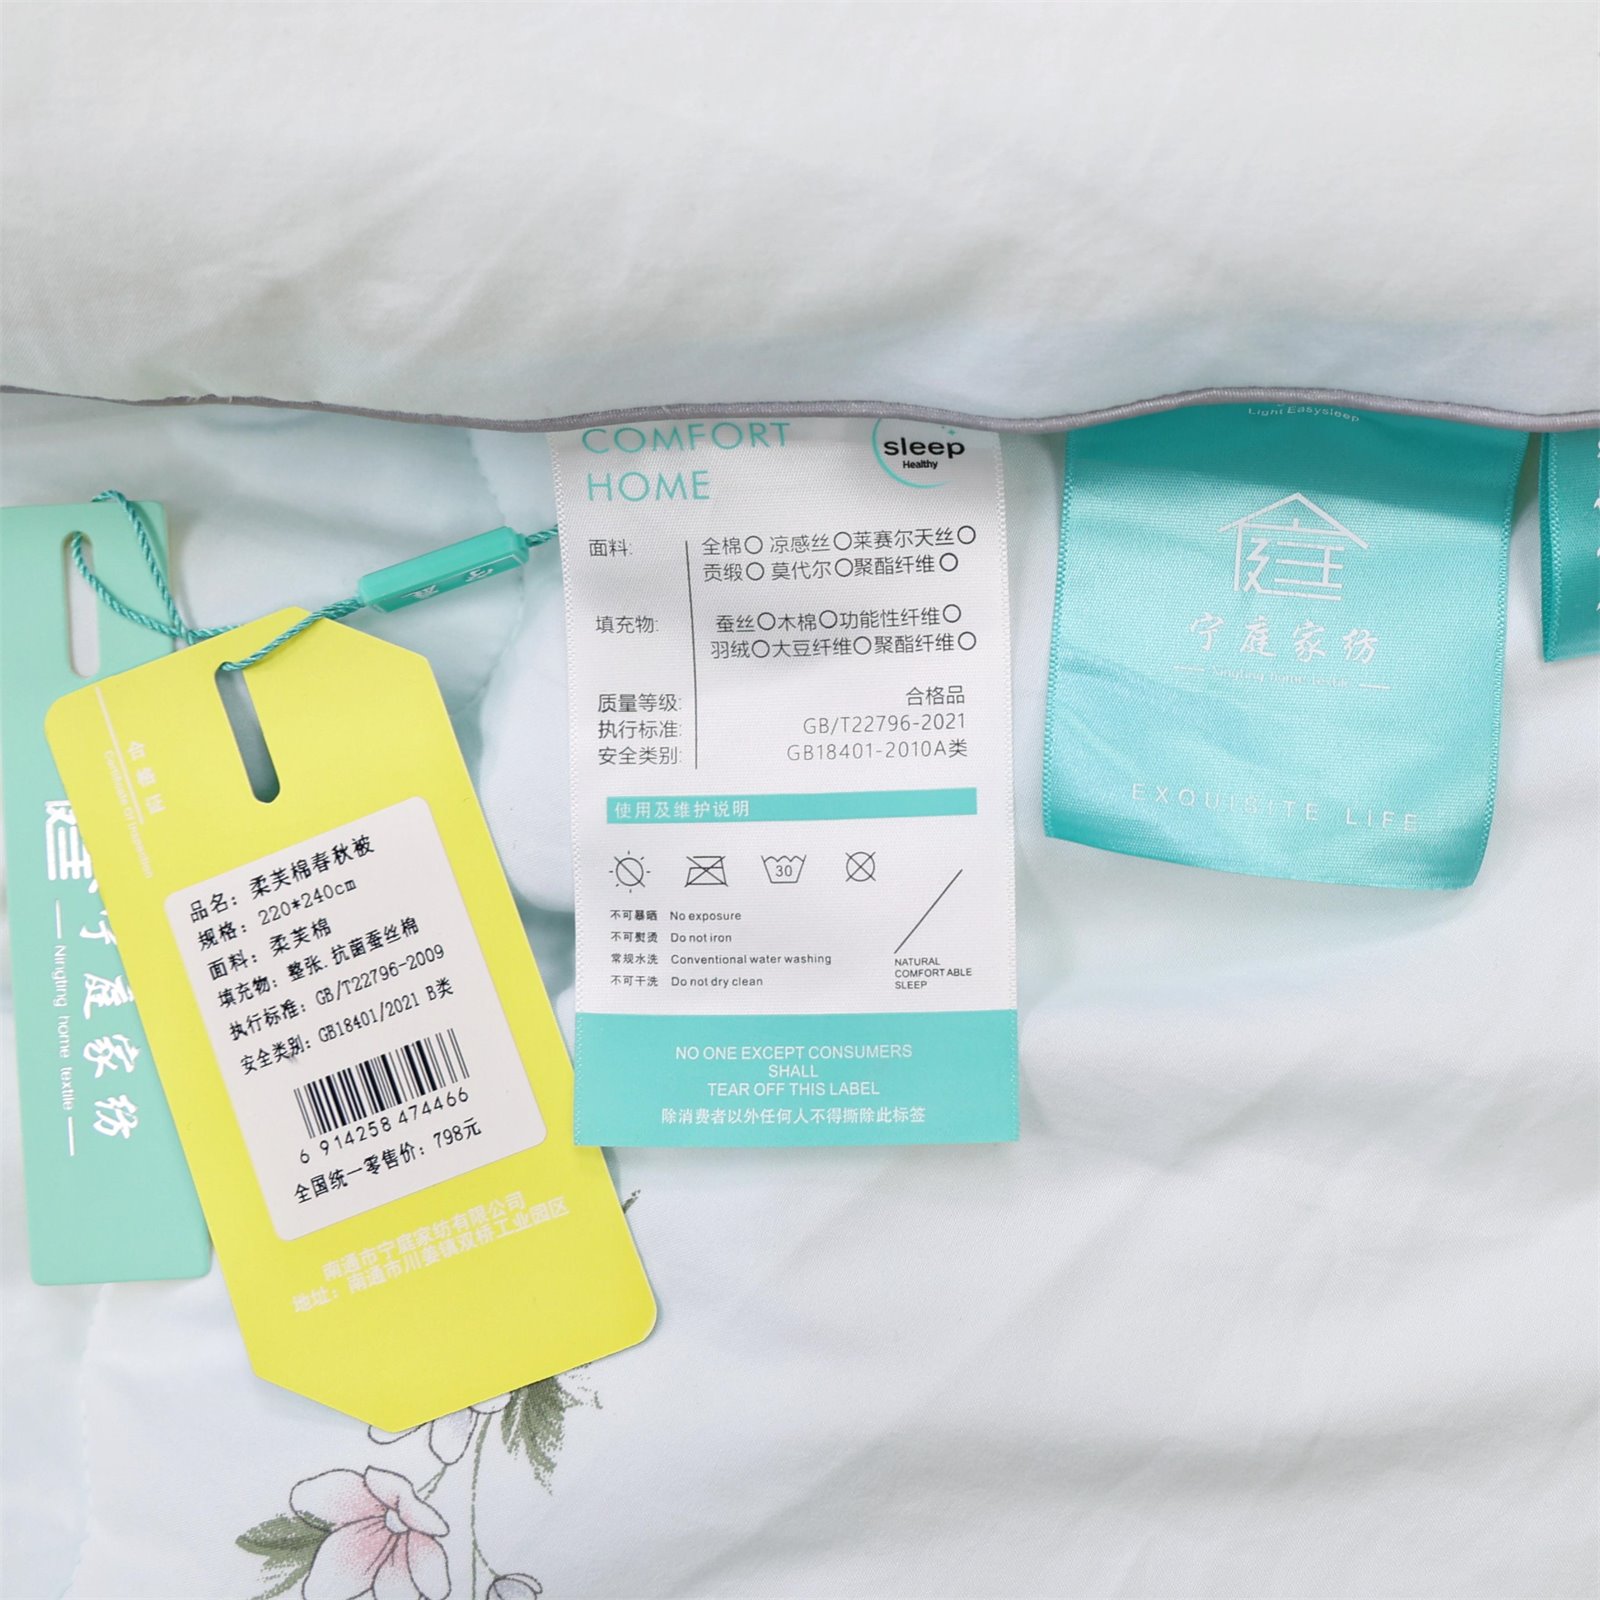 COMFORT
HOME
sleep
Healthy
面料: 全棉○ 凉感丝○莱赛尔天丝○
贡缎○ 莫代尔○聚酯纤维○
填充物: 蚕丝○木棉○功能性纤维○
羽绒○大豆纤维○聚酯纤维○
质量等级: 合格品
执行标准: GB/T22796-2021
安全类别: GB18401-2010A类
使用及维护说明
30
不可暴晒 No exposure
不可熨烫 Do not iron
常规水洗 Conventional water washing
不可干洗 Do not dry clean
NATURAL
COMFORTABLE
SLEEP
NO ONE EXCEPT CONSUMERS
SHALL
TEAR OFF THIS LABEL
除消费者以外任何人不得撕除此标签
Light Easysleep
庭
宁庭家纺
Ningting home textile
EXQUISITE LIFE
合格证
Certificate Of Inspection
品名: 柔芙棉春秋被
规格: 220*240cm
面料: 柔芙棉
填充物: 整张.抗菌蚕丝棉
执行标准: GB/T22796-2009
安全类别: GB18401/2021 B类
6 914258 474466
全国统一零售价: 798元
南通市宁庭家纺有限公司
地址: 南通市川姜镇双桥工业园区
庭家纺
Ningting home textile